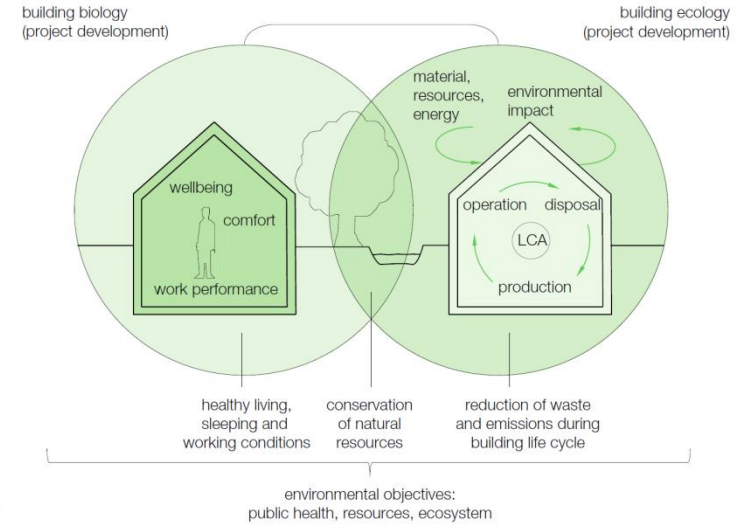 building biology
(project development)
building ecology
(project development)
material,
resources,
energy
environmental
impact
wellbeing
comfort
work performance
operation
disposal
LCA
production
healthy living,
sleeping and
working conditions
conservation
of natural
resources
reduction of waste
and emissions during
building life cycle
environmental objectives:
public health, resources, ecosystem